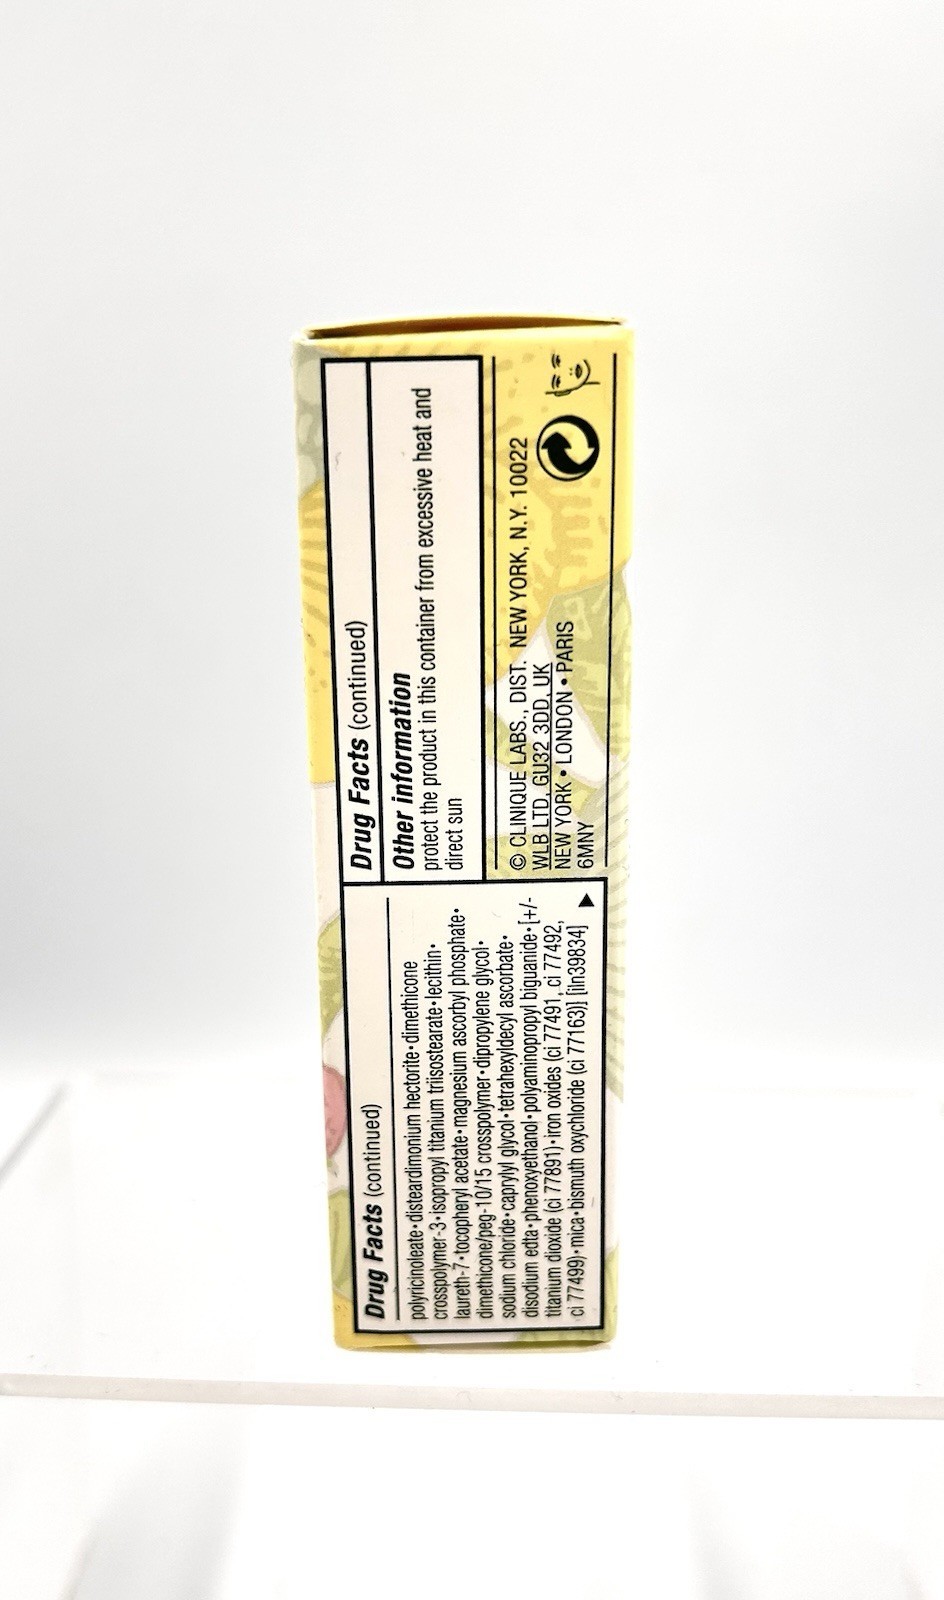 Drug Facts (continued)
polyricinoleate•disteardimonium hectorite•dimethicone
crosspolymer-3•isopropyl titanium triisostearate•lecithin•
laureth-7•tocopheryl acetate•magnesium ascorbyl phosphate•
dimethicone/peg-10/15 crosspolymer•dipropylene glycol•
sodium chloride•caprylyl glycol•tetrahexyldecyl ascorbate•
disodium edta•phenoxyethanol•polyaminopropyl biguanide•[+/-
titanium dioxide (ci 77891)•iron oxides (ci 77491, ci 77492,
ci 77499)•mica•bismuth oxychloride (ci 77163)] [iln39834]
Drug Facts (continued)
Other information
protect the product in this container from excessive heat and
direct sun
© CLINIQUE LABS., DIST. NEW YORK, N.Y. 10022
WLB LTD, GU32 3DD, UK
NEW YORK • LONDON • PARIS
6MNY